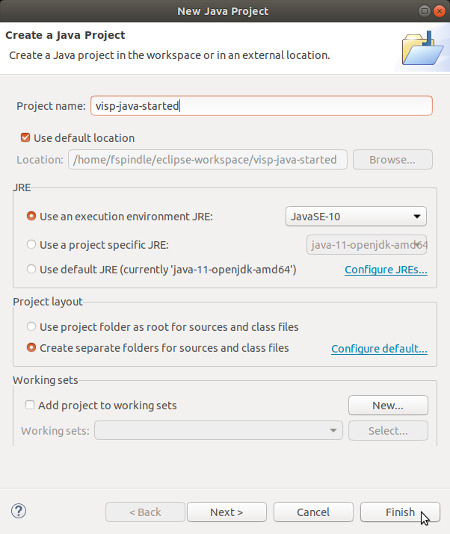 New Java Project
Create a Java Project
Create a Java project in the workspace or in an external location.
Project name: visp-java-started
Use default location
Location: /home/fspindle/eclipse-workspace/visp-java-started Browse...
JRE
Use an execution environment JRE: JavaSE-10
Use a project specific JRE: java-11-openjdk-amd64
Use default JRE (currently 'java-11-openjdk-amd64') Configure JREs...
Project layout
Use project folder as root for sources and class files
Create separate folders for sources and class files Configure default...
Working sets
Add project to working sets New...
Working sets: Select...
? < Back Next > Cancel Finish